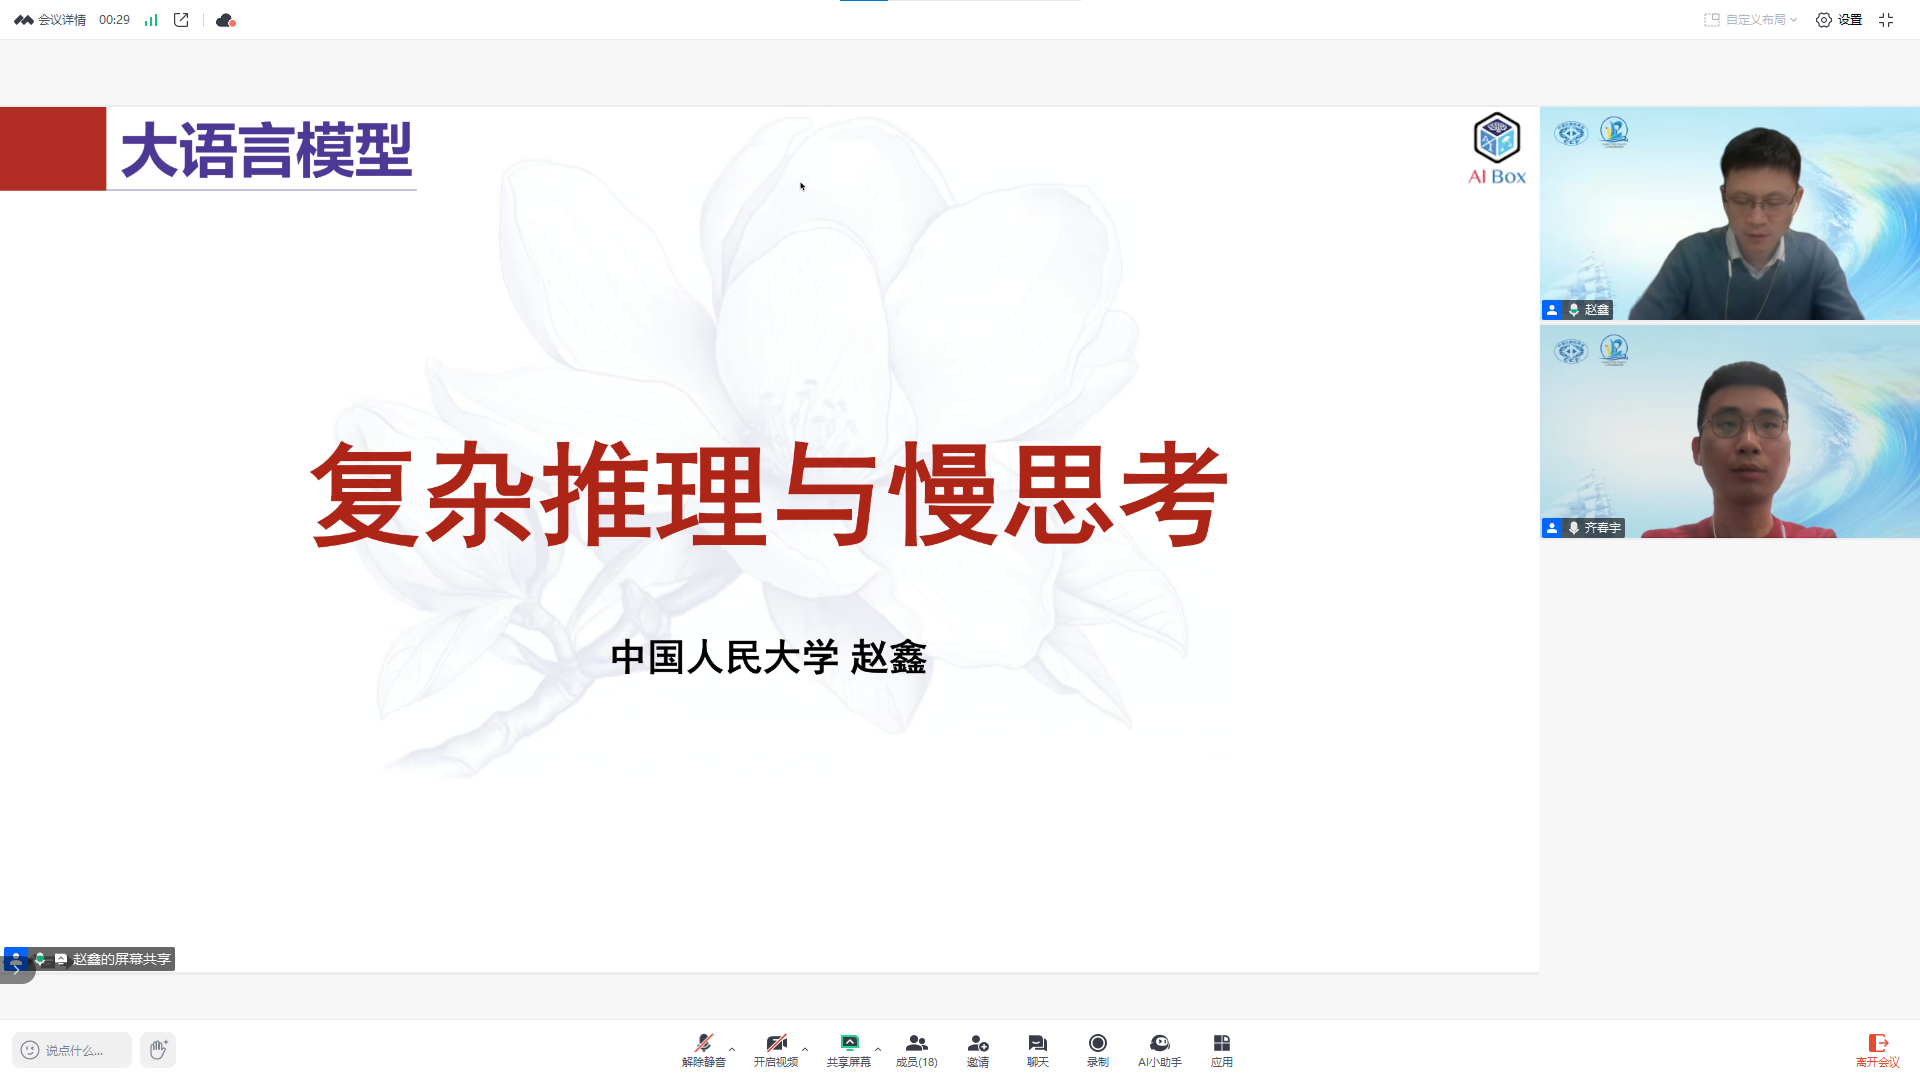 会议详情 00:29
自定义布局 设置
大语言模型
AI Box
复杂推理与慢思考
中国人民大学 赵鑫
赵鑫
齐春宇
赵鑫的屏幕共享
说点什么...
解除静音 开启视频 共享屏幕 成员(18) 邀请 聊天 录制 AI小助手 应用
离开会议